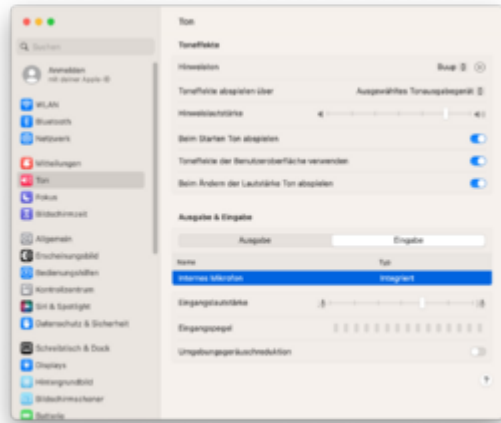 Suchen
Anmelden
mit deiner Apple-ID
WLAN
Bluetooth
Netzwerk
Mitteilungen
Ton
Fokus
Bildschirmzeit
Allgemein
Erscheinungsbild
Bedienungshilfen
Kontrollzentrum
Siri & Spotlight
Datenschutz & Sicherheit
Schreibtisch & Dock
Displays
Hintergrundbild
Bildschirmschoner
Batterie
Ton
Toneffekte
Hinweiston Buup
Toneffekte abspielen über Ausgewähltes Tonausgabegerät
Hinweislautstärke
Beim Starten Ton abspielen
Toneffekte der Benutzeroberfläche verwenden
Beim Ändern der Lautstärke Ton abspielen
Ausgabe & Eingabe
Ausgabe Eingabe
Name Typ
Internes Mikrofon Integriert
Eingangslautstärke
Eingangspegel
Umgebungsgeräuschreduktion
?